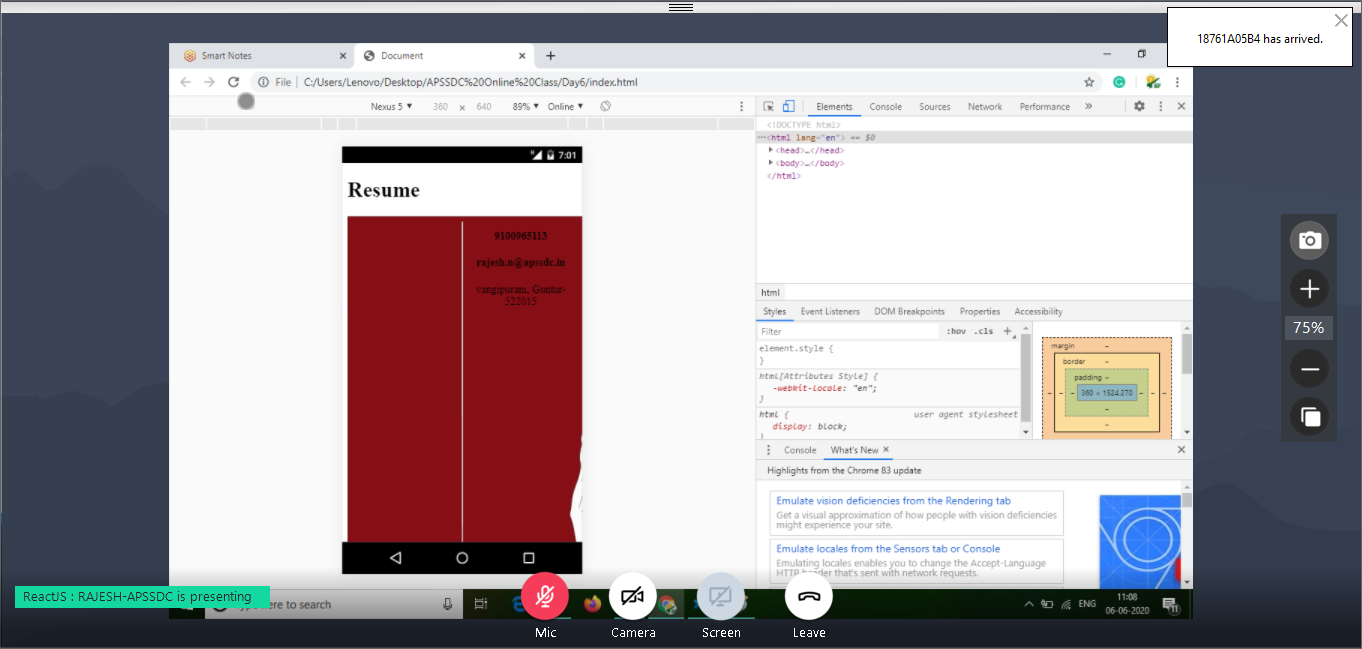 18761A05B4 has arrived.
Smart Notes
Document
File
C:/Users/Lenovo/Desktop/APSSDC%20Online%20Class/Day6/index.html
Nexus 5 ▼ 360 x 640 89% ▼ Online ▼
Elements Console Sources Network Performance »
<!DOCTYPE html>
⋯<html lang="en"> == $0
<head>…</head>
<body>…</body>
</html>
7:01
Resume
9100965113
rajesh.n@apssdc.in
vangipuram, Guntur-
522015
html
Styles Event Listeners DOM Breakpoints Properties Accessibility
Filter :hov .cls +
element.style {
}
html[Attributes Style] {
-webkit-locale: "en";
}
html { user agent stylesheet
display: block;
}
margin -
border -
padding -
- - - 360 × 1524.270 - - -
-
-
Console What's New
Highlights from the Chrome 83 update
Emulate vision deficiencies from the Rendering tab
Get a visual approximation of how people with vision deficiencies
might experience your site.
Emulate locales from the Sensors tab or Console
Emulating locales enables you to change the Accept-Language
HTTP header that's sent with network requests.
75%
ReactJS : RAJESH-APSSDC is presenting
here to search
ENG
11:08
06-06-2020
11
Mic
Camera
Screen
Leave